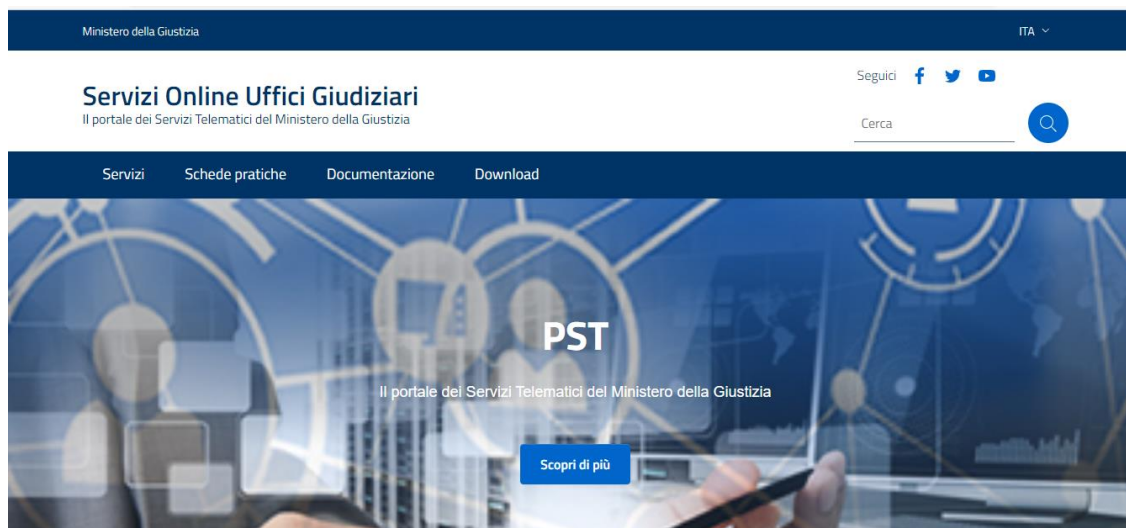 Ministero della Giustizia
ITA
Servizi Online Uffici Giudiziari
Il portale dei Servizi Telematici del Ministero della Giustizia
Seguici
Cerca
Servizi
Schede pratiche
Documentazione
Download
PST
Il portale dei Servizi Telematici del Ministero della Giustizia
Scopri di più